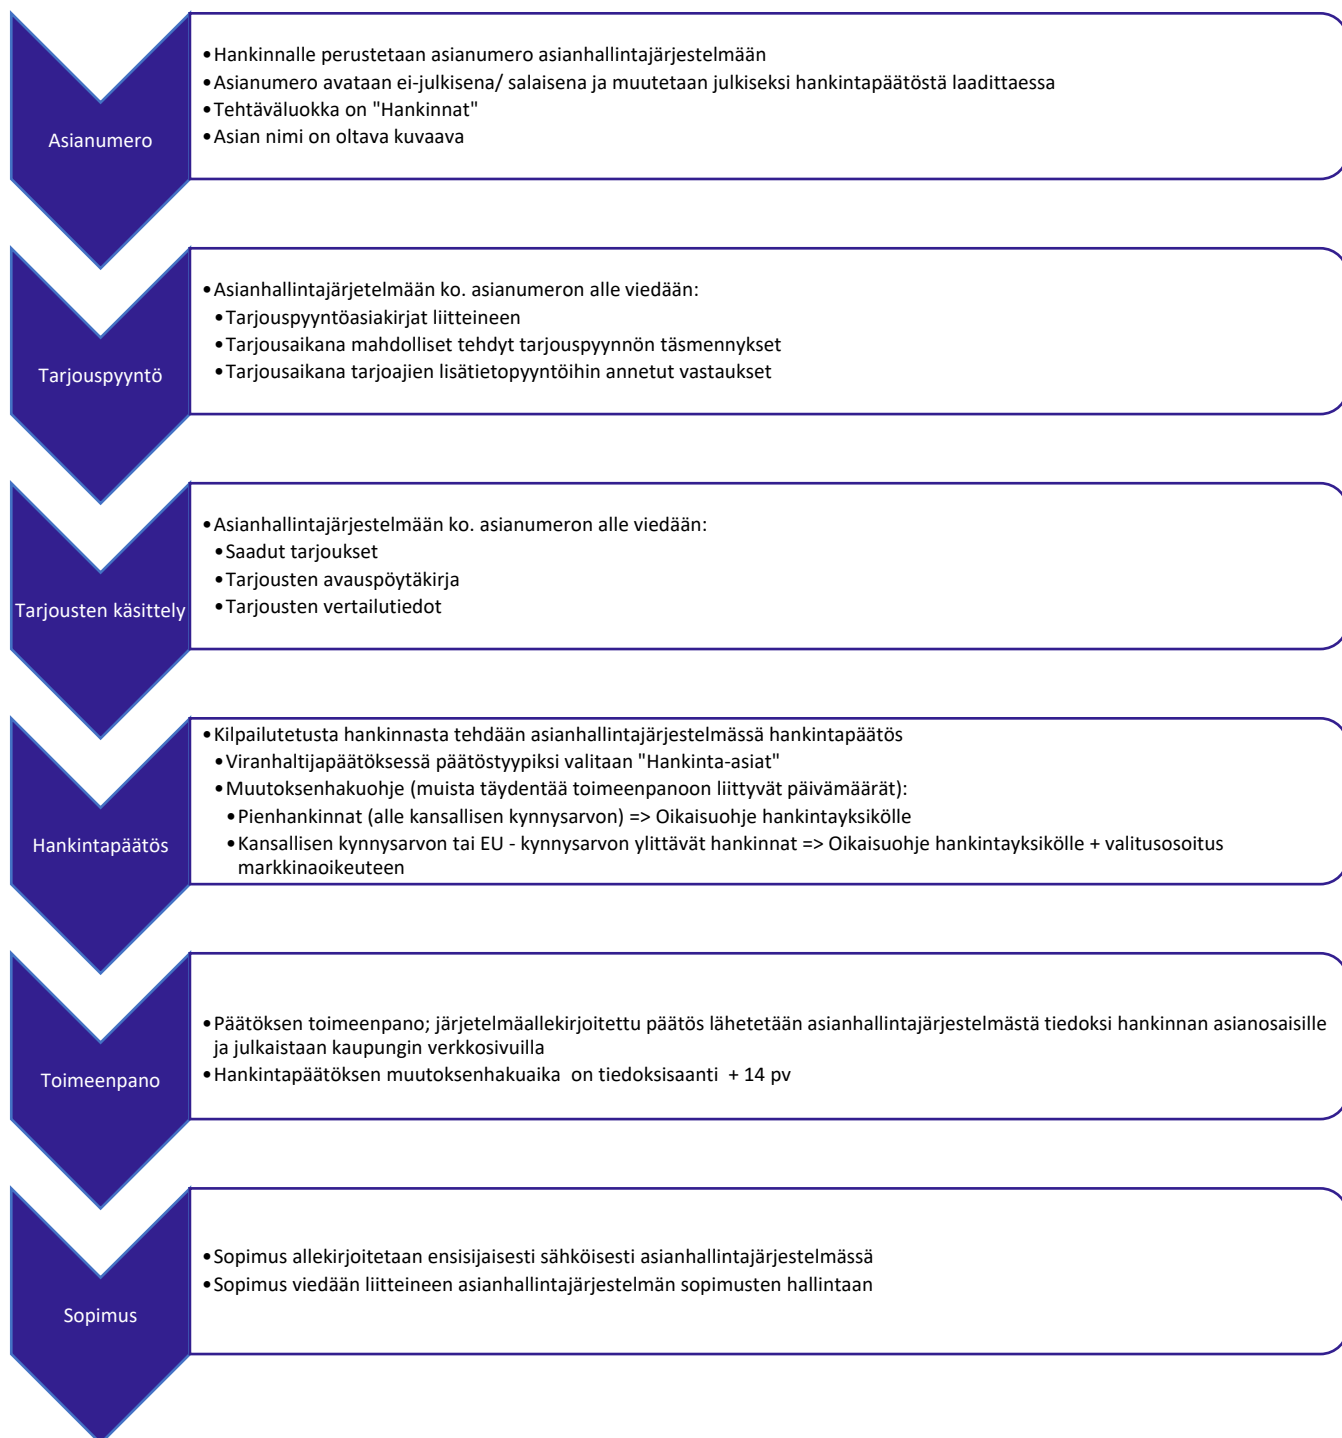 Asianumero
•Hankinnalle perustetaan asianumero asianhallintajärjestelmään
•Asianumero avataan ei-julkisena/ salaisena ja muutetaan julkiseksi hankintapäätöstä laadittaessa
•Tehtäväluokka on "Hankinnat"
•Asian nimi on oltava kuvaava
Tarjouspyyntö
•Asianhallintajärjetelmään ko. asianumeron alle viedään:
•Tarjouspyyntöasiakirjat liitteineen
•Tarjousaikana mahdolliset tehdyt tarjouspyynnön täsmennykset
•Tarjousaikana tarjoajien lisätietopyyntöihin annetut vastaukset
Tarjousten käsittely
•Asianhallintajärjestelmään ko. asianumeron alle viedään:
•Saadut tarjoukset
•Tarjousten avauspöytäkirja
•Tarjousten vertailutiedot
Hankintapäätös
•Kilpailutetusta hankinnasta tehdään asianhallintajärjestelmässä hankintapäätös
•Viranhaltijapäätöksessä päätöstyypiksi valitaan "Hankinta-asiat"
•Muutoksenhakuohje (muista täydentää toimeenpanoon liittyvät päivämäärät):
•Pienhankinnat (alle kansallisen kynnysarvon) => Oikaisuohje hankintayksikölle
•Kansallisen kynnysarvon tai EU - kynnysarvon ylittävät hankinnat => Oikaisuohje hankintayksikölle + valitusosoitus
markkinaoikeuteen
Toimeenpano
•Päätöksen toimeenpano; järjetelmäallekirjoitettu päätös lähetetään asianhallintajärjestelmästä tiedoksi hankinnan asianosaisille
ja julkaistaan kaupungin verkkosivuilla
•Hankintapäätöksen muutoksenhakuaika  on tiedoksisaanti  + 14 pv
Sopimus
•Sopimus allekirjoitetaan ensisijaisesti sähköisesti asianhallintajärjestelmässä
•Sopimus viedään liitteineen asianhallintajärjestelmän sopimusten hallintaan